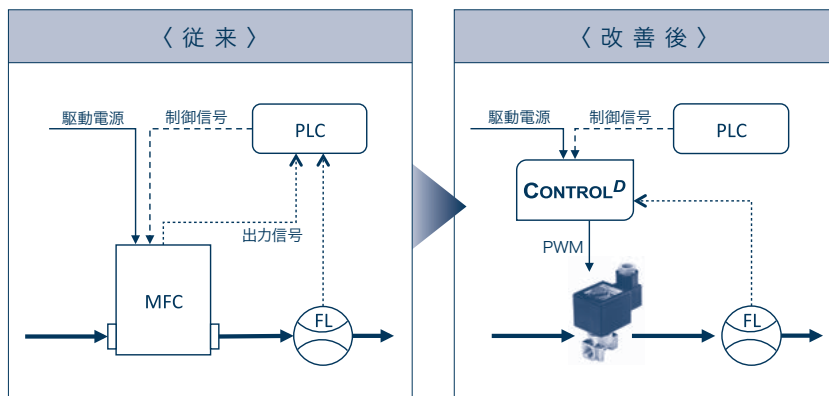 〈 従 来 〉
駆動電源
制御信号
PLC
出力信号
MFC
FL
〈 改 善 後 〉
駆動電源
制御信号
PLC
CONTROLD
PWM
FL